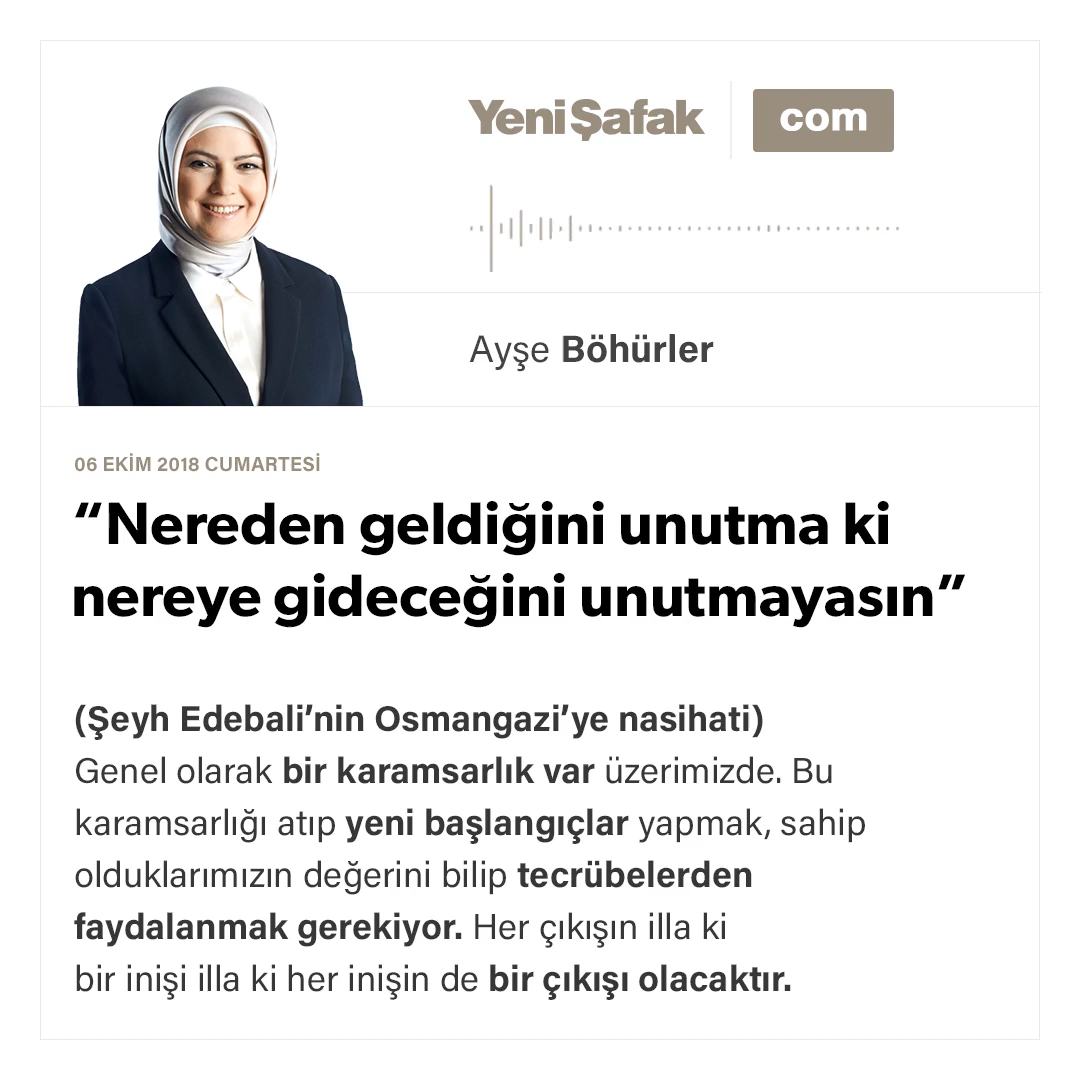 YeniŞafak com
Ayşe Böhürler
06 EKİM 2018 CUMARTESİ
“Nereden geldiğini unutma ki
nereye gideceğini unutmayasın”
(Şeyh Edebali’nin Osmangazi’ye nasihati)
Genel olarak bir karamsarlık var üzerimizde. Bu
karamsarlığı atıp yeni başlangıçlar yapmak, sahip
olduklarımızın değerini bilip tecrübelerden
faydalanmak gerekiyor. Her çıkışın illa ki
bir inişi illa ki her inişin de bir çıkışı olacaktır.